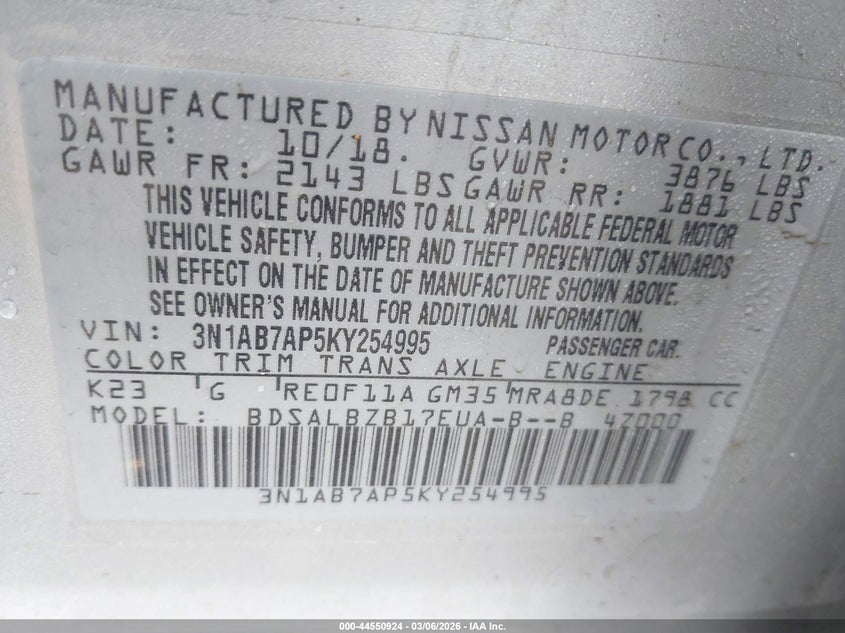 MANUFACTURED BY NISSAN MOTOR CO., LTD.
DATE: 10/18. GVWR: 3876 LBS
GAWR FR: 2143 LBS GAWR RR: 1881 LBS
THIS VEHICLE CONFORMS TO ALL APPLICABLE FEDERAL MOTOR
VEHICLE SAFETY, BUMPER AND THEFT PREVENTION STANDARDS
IN EFFECT ON THE DATE OF MANUFACTURE SHOWN ABOVE.
SEE OWNER'S MANUAL FOR ADDITIONAL INFORMATION.
VIN: 3N1AB7AP5KY254995 PASSENGER CAR.
COLOR TRIM TRANS AXLE ENGINE
K23 'G 'RE0F11A GM35'MRA8DE 1798 CC
MODEL: BDSALBZB17EUA-B--B 4Z000
3N1AB7AP5KY254995
000-44550924 | 03/06/2026 - IAA Inc.